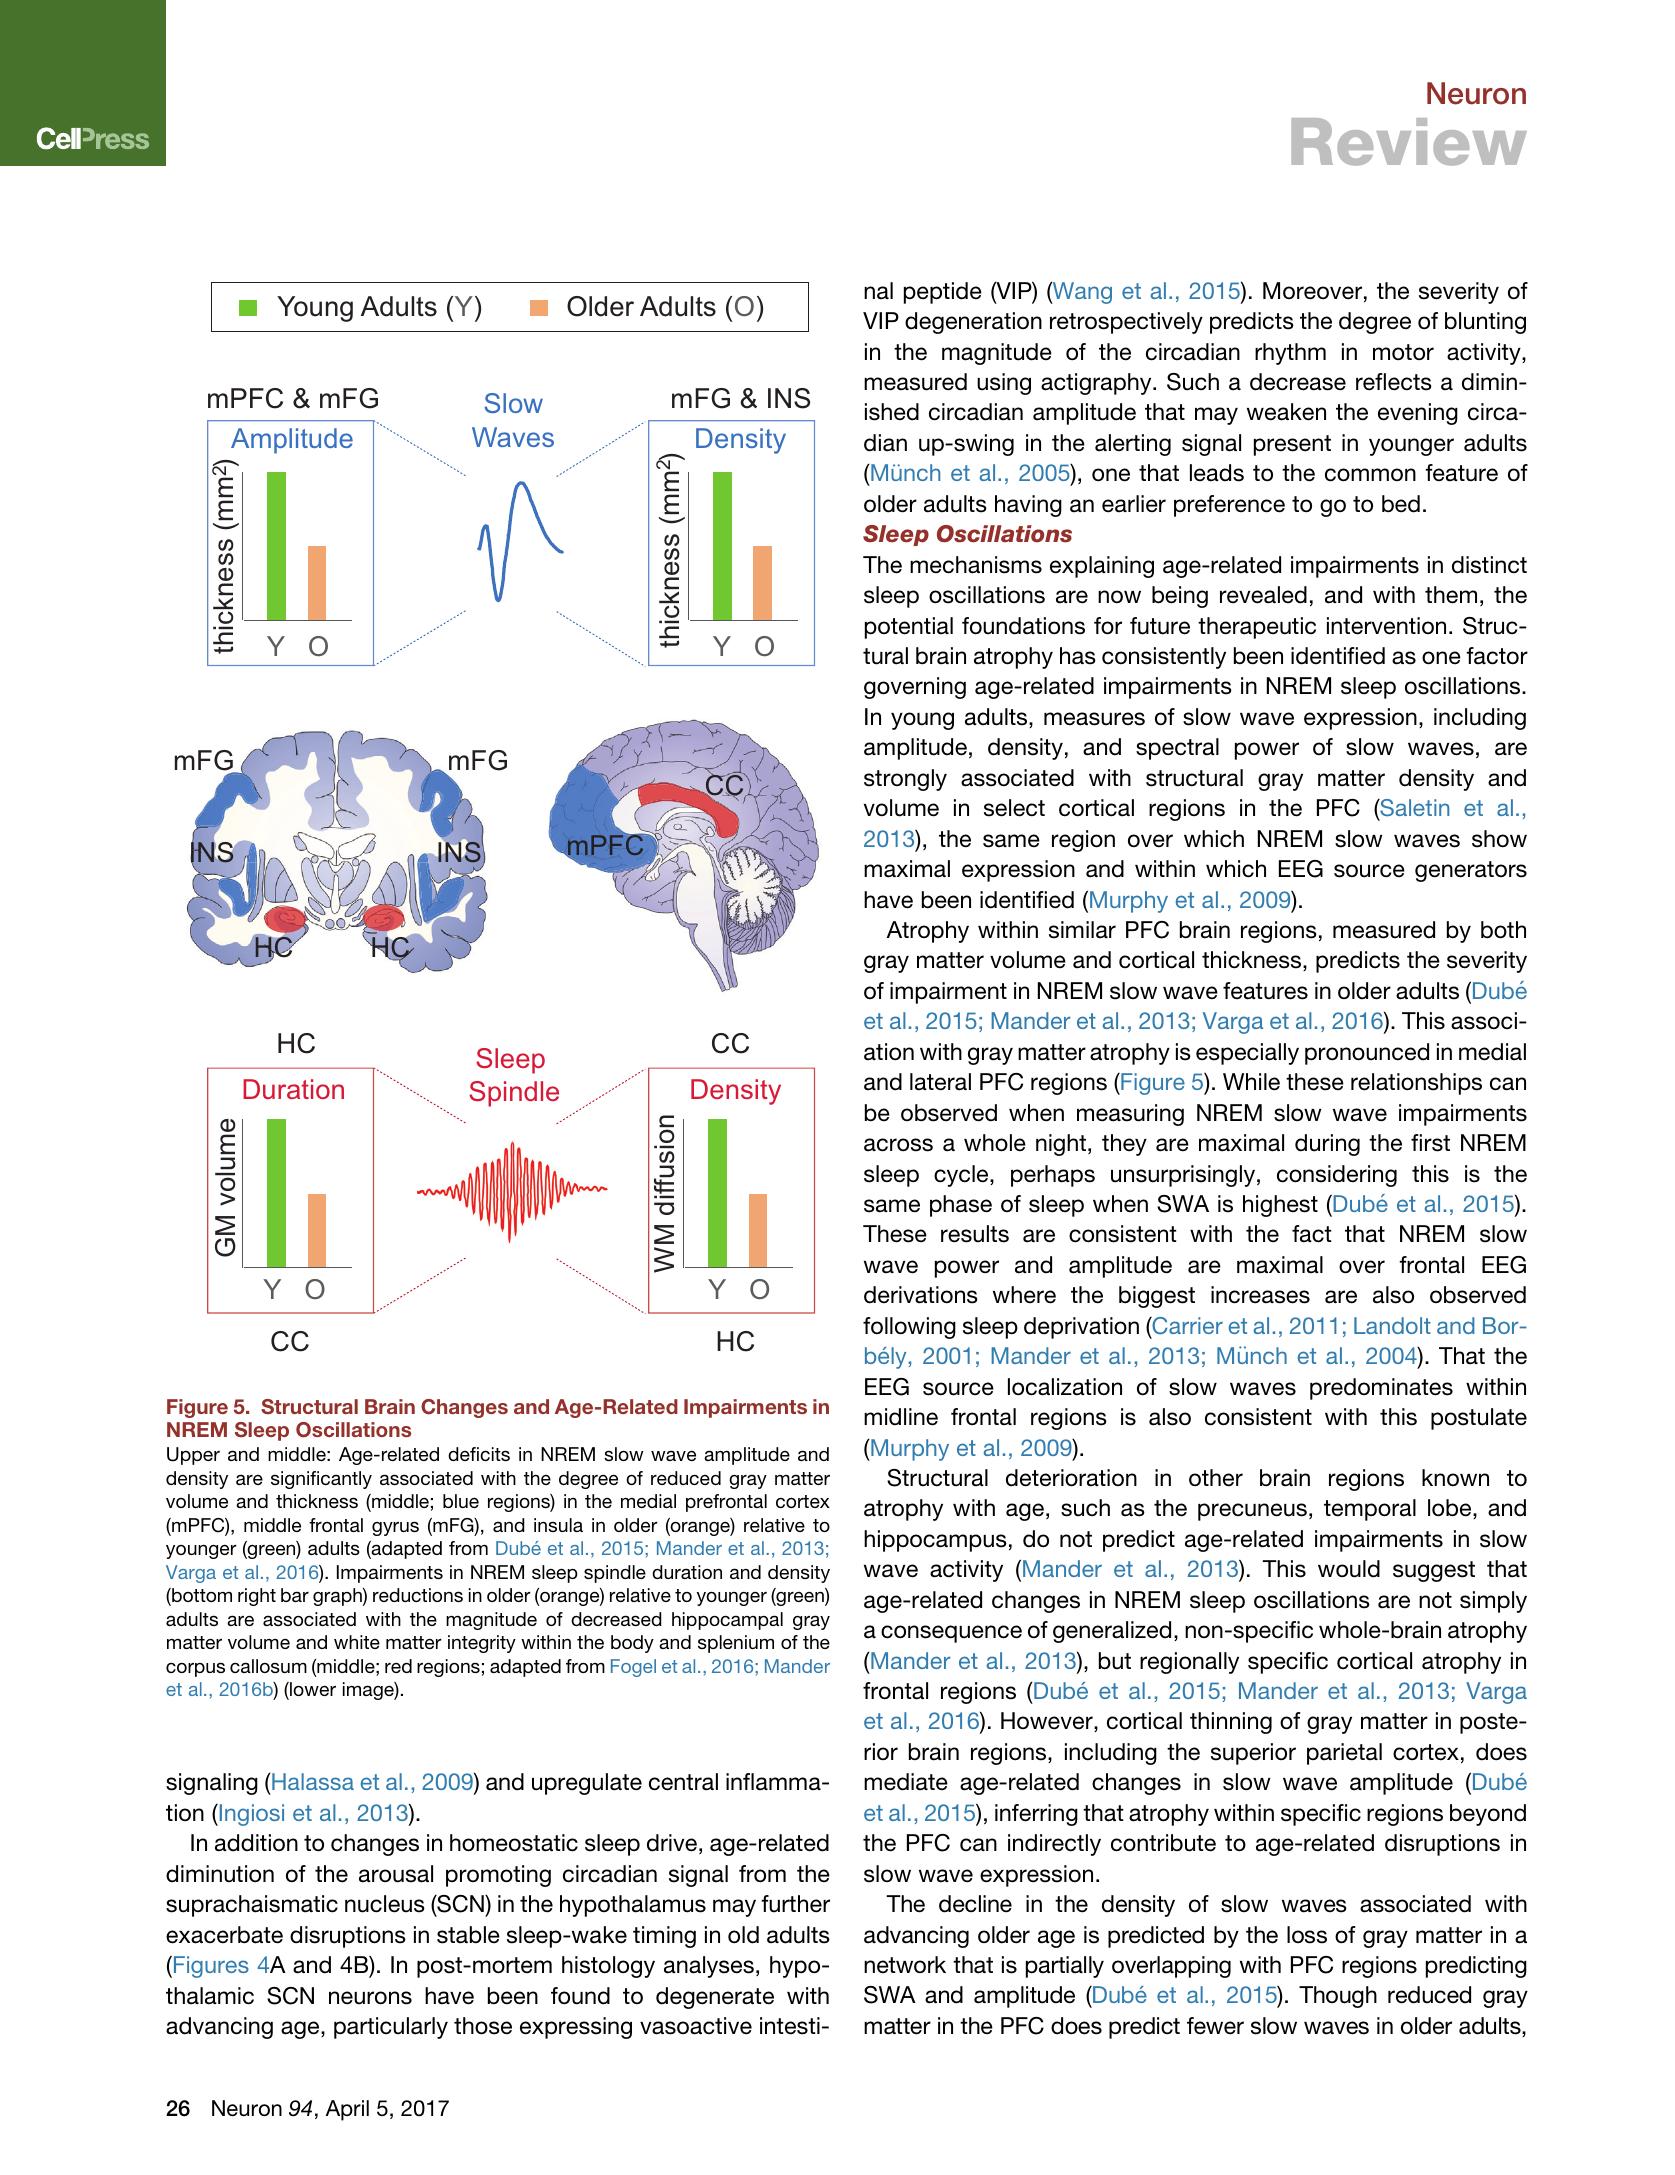 CellPress
Neuron
Review
Young Adults (Y)
Older Adults (O)
mPFC & mFG
Slow
Waves
mFG & INS
Amplitude
thickness (mm²)
Y O
Density
thickness (mm²)
Y O
mFG
mFG
INS
INS
HC
HC
CC
mPFC
HC
Sleep
Spindle
CC
Duration
GM volume
Y O
CC
Density
WM diffusion
Y O
HC
Figure 5. Structural Brain Changes and Age-Related Impairments in
NREM Sleep Oscillations
Upper and middle: Age-related deficits in NREM slow wave amplitude and
density are significantly associated with the degree of reduced gray matter
volume and thickness (middle; blue regions) in the medial prefrontal cortex
(mPFC), middle frontal gyrus (mFG), and insula in older (orange) relative to
younger (green) adults (adapted from Dubé et al., 2015; Mander et al., 2013;
Varga et al., 2016). Impairments in NREM sleep spindle duration and density
(bottom right bar graph) reductions in older (orange) relative to younger (green)
adults are associated with the magnitude of decreased hippocampal gray
matter volume and white matter integrity within the body and splenium of the
corpus callosum (middle; red regions; adapted from Fogel et al., 2016; Mander
et al., 2016b) (lower image).
signaling (Halassa et al., 2009) and upregulate central inflamma-
tion (Ingiosi et al., 2013).
In addition to changes in homeostatic sleep drive, age-related
diminution of the arousal promoting circadian signal from the
suprachaismatic nucleus (SCN) in the hypothalamus may further
exacerbate disruptions in stable sleep-wake timing in old adults
(Figures 4A and 4B). In post-mortem histology analyses, hypo-
thalamic SCN neurons have been found to degenerate with
advancing age, particularly those expressing vasoactive intesti-
nal peptide (VIP) (Wang et al., 2015). Moreover, the severity of
VIP degeneration retrospectively predicts the degree of blunting
in the magnitude of the circadian rhythm in motor activity,
measured using actigraphy. Such a decrease reflects a dimin-
ished circadian amplitude that may weaken the evening circa-
dian up-swing in the alerting signal present in younger adults
(Münch et al., 2005), one that leads to the common feature of
older adults having an earlier preference to go to bed.
Sleep Oscillations
The mechanisms explaining age-related impairments in distinct
sleep oscillations are now being revealed, and with them, the
potential foundations for future therapeutic intervention. Struc-
tural brain atrophy has consistently been identified as one factor
governing age-related impairments in NREM sleep oscillations.
In young adults, measures of slow wave expression, including
amplitude, density, and spectral power of slow waves, are
strongly associated with structural gray matter density and
volume in select cortical regions in the PFC (Saletin et al.,
2013), the same region over which NREM slow waves show
maximal expression and within which EEG source generators
have been identified (Murphy et al., 2009).
Atrophy within similar PFC brain regions, measured by both
gray matter volume and cortical thickness, predicts the severity
of impairment in NREM slow wave features in older adults (Dubé
et al., 2015; Mander et al., 2013; Varga et al., 2016). This associ-
ation with gray matter atrophy is especially pronounced in medial
and lateral PFC regions (Figure 5). While these relationships can
be observed when measuring NREM slow wave impairments
across a whole night, they are maximal during the first NREM
sleep cycle, perhaps unsurprisingly, considering this is the
same phase of sleep when SWA is highest (Dubé et al., 2015).
These results are consistent with the fact that NREM slow
wave power and amplitude are maximal over frontal EEG
derivations where the biggest increases are also observed
following sleep deprivation (Carrier et al., 2011; Landolt and Bor-
bély, 2001; Mander et al., 2013; Münch et al., 2004). That the
EEG source localization of slow waves predominates within
midline frontal regions is also consistent with this postulate
(Murphy et al., 2009).
Structural deterioration in other brain regions known to
atrophy with age, such as the precuneus, temporal lobe, and
hippocampus, do not predict age-related impairments in slow
wave activity (Mander et al., 2013). This would suggest that
age-related changes in NREM sleep oscillations are not simply
a consequence of generalized, non-specific whole-brain atrophy
(Mander et al., 2013), but regionally specific cortical atrophy in
frontal regions (Dubé et al., 2015; Mander et al., 2013; Varga
et al., 2016). However, cortical thinning of gray matter in poste-
rior brain regions, including the superior parietal cortex, does
mediate age-related changes in slow wave amplitude (Dubé
et al., 2015), inferring that atrophy within specific regions beyond
the PFC can indirectly contribute to age-related disruptions in
slow wave expression.
The decline in the density of slow waves associated with
advancing older age is predicted by the loss of gray matter in a
network that is partially overlapping with PFC regions predicting
SWA and amplitude (Dubé et al., 2015). Though reduced gray
matter in the PFC does predict fewer slow waves in older adults,
26 Neuron 94, April 5, 2017